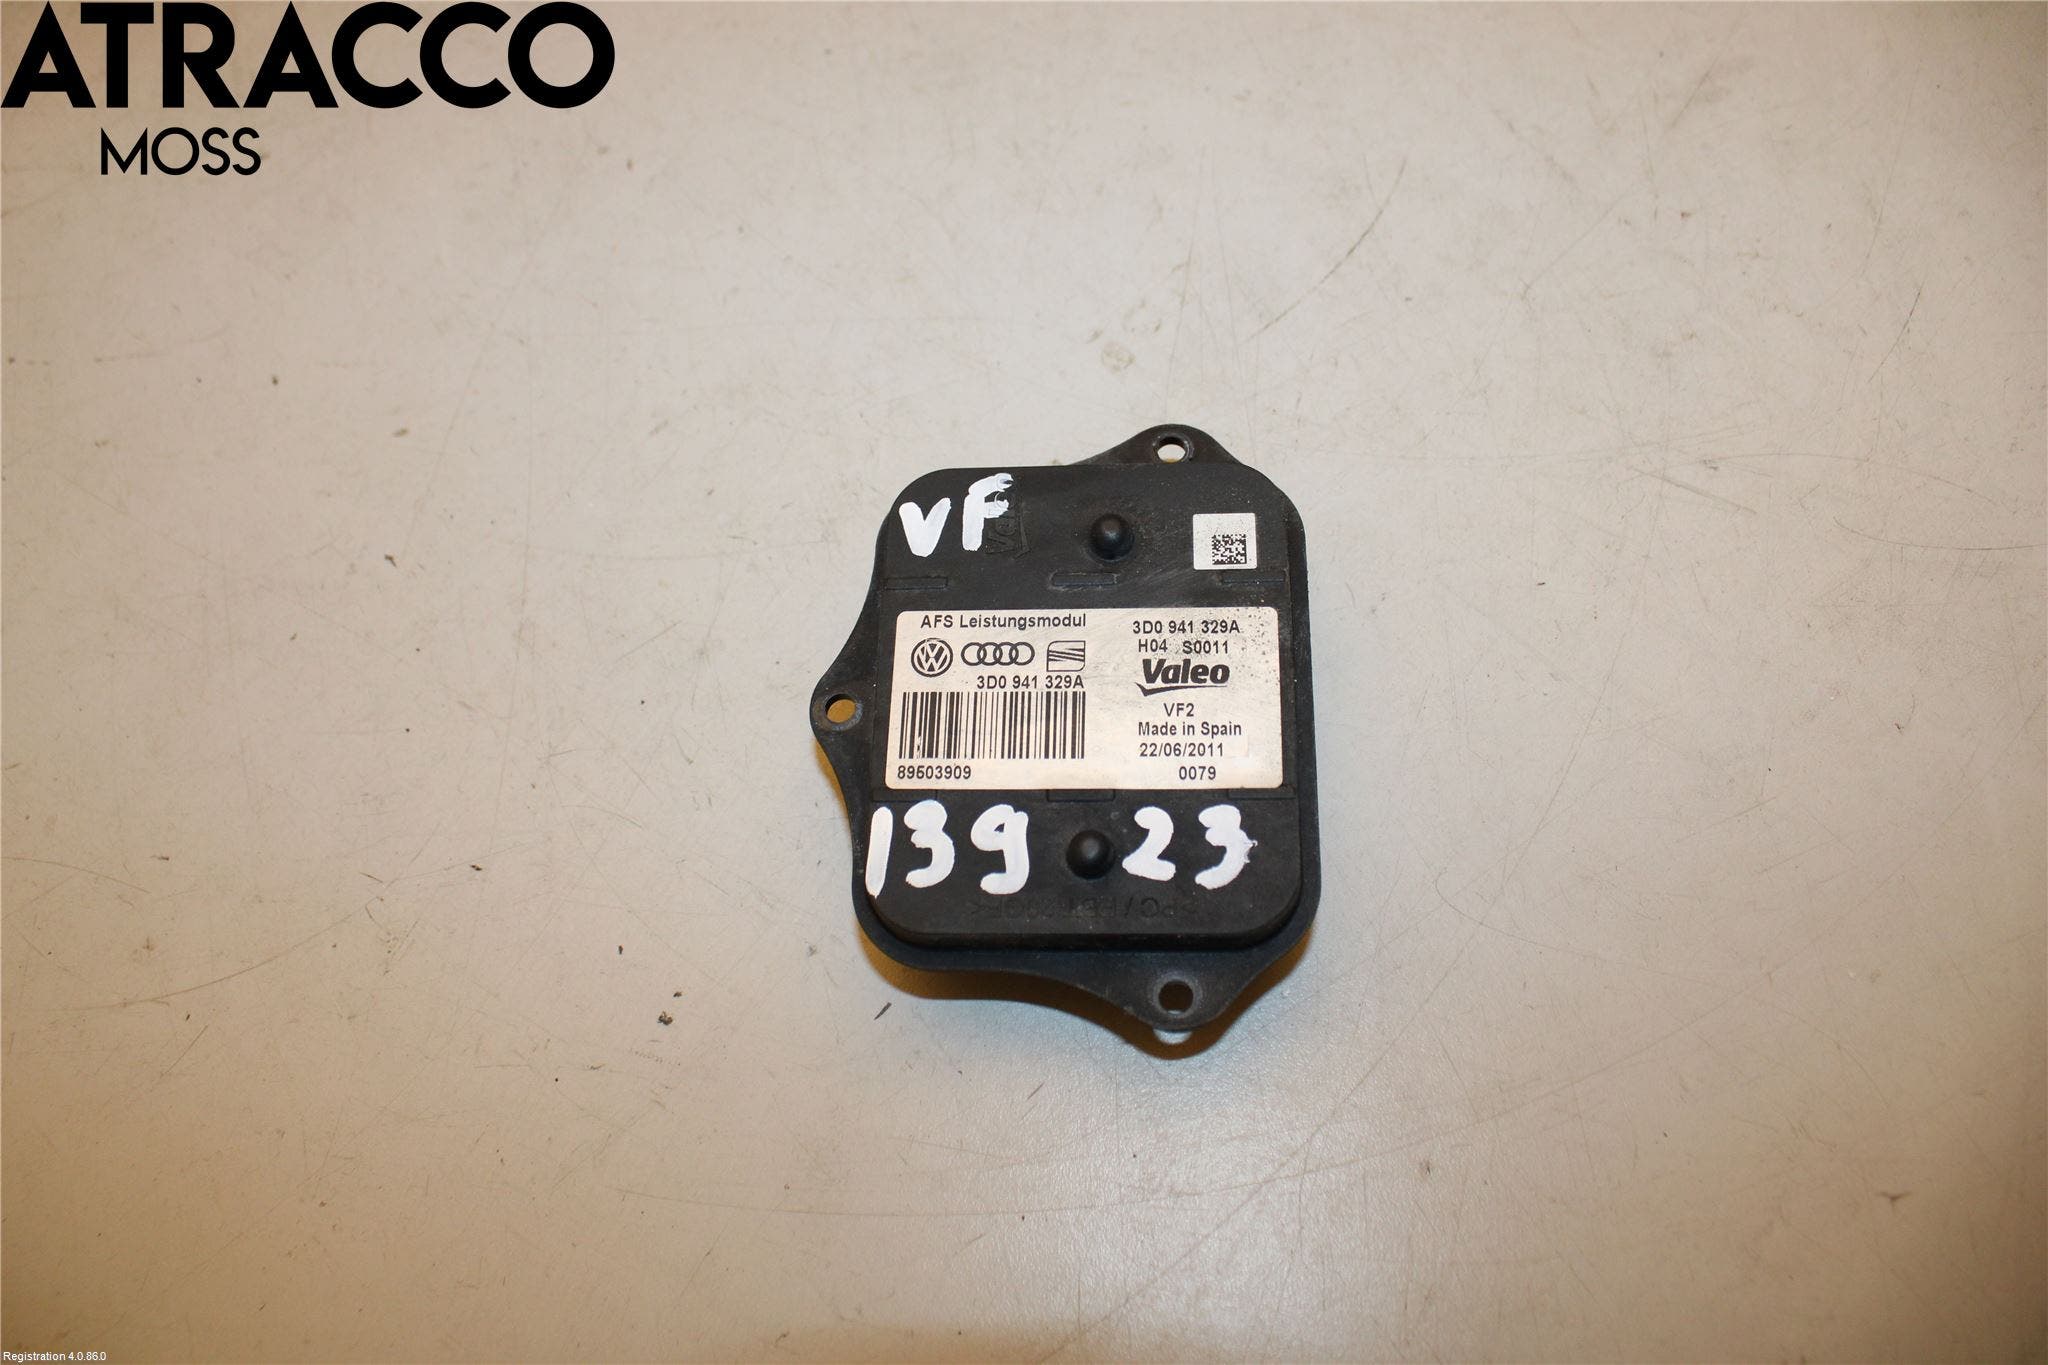 ATRACCO
MOSS
VF
AFS Leistungsmodul
3D0 941 329A
H04 S0011
3D0 941 329A
Valeo
VF2
Made in Spain
22/06/2011
89503909
0079
139 23
Registration 4.0.86.0